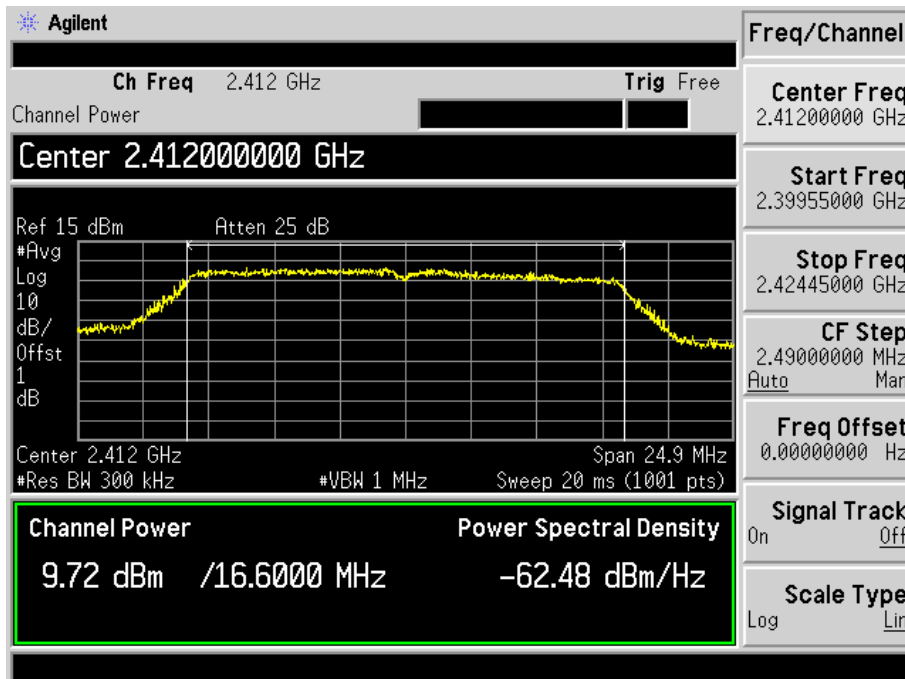 Agilent
Freq/Channel
Ch Freq 2.412 GHz Trig Free
Channel Power
Center 2.412000000 GHz
Ref 15 dBm Atten 25 dB
#Avg
Log
10
dB/
Offst
1
dB
Center 2.412 GHz Span 24.9 MHz
#Res BW 300 kHz #VBW 1 MHz Sweep 20 ms (1001 pts)
Channel Power Power Spectral Density
9.72 dBm /16.6000 MHz -62.48 dBm/Hz
Center Freq
2.41200000 GHz
Start Freq
2.39955000 GHz
Stop Freq
2.42445000 GHz
CF Step
2.49000000 MHz
Auto Man
Freq Offset
0.00000000 Hz
Signal Track
On Off
Scale Type
Log Lin